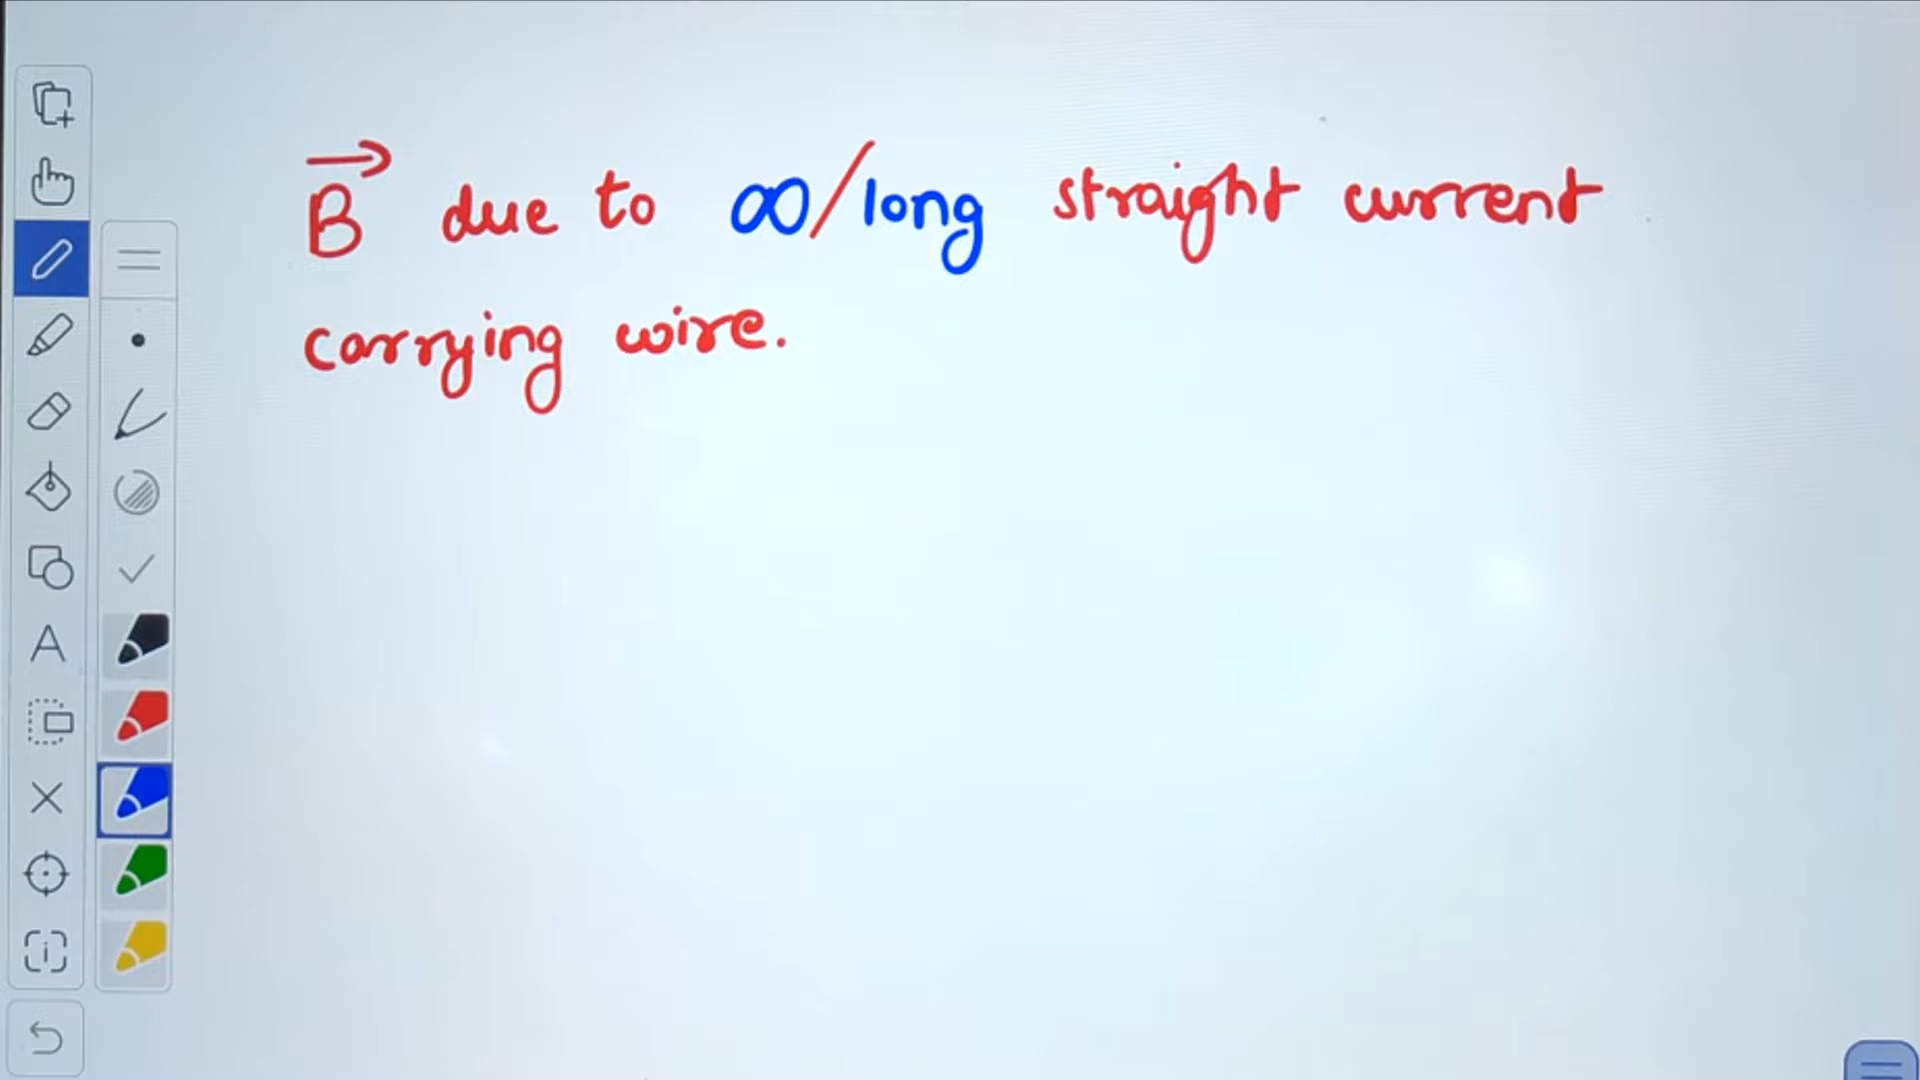 B⃗ due to ∞/long straight current
carrying wire.
A